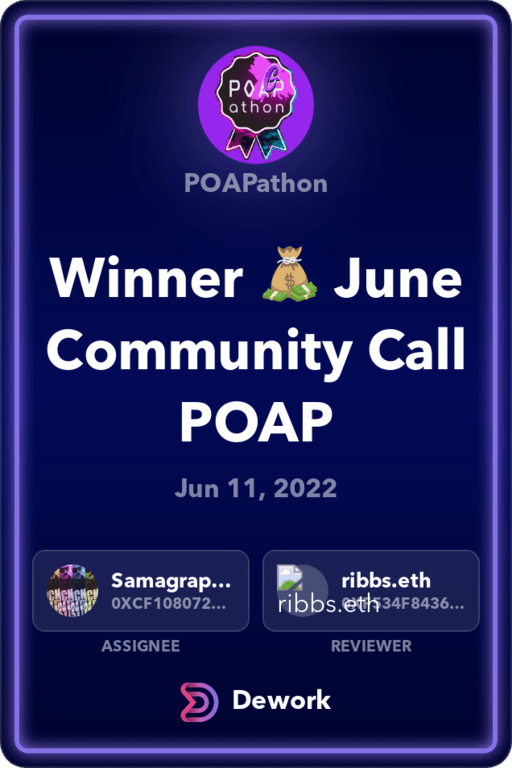 POAP
athon
POAPathon
Winner 💰 June
Community Call
POAP
Jun 11, 2022
Samagrap...
0XCF108072...
ASSIGNEE
ribbs.eth
ribbs.eth
REVIEWER
Dework